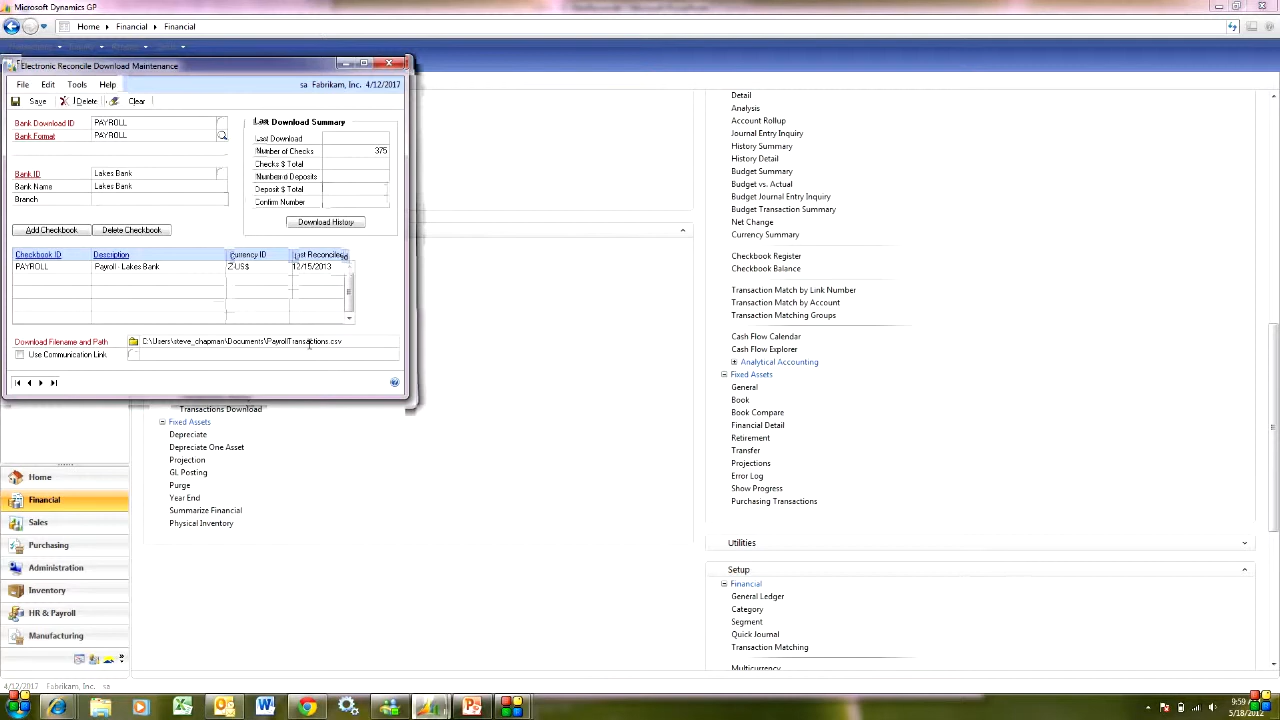 Microsoft Dynamics GP
Home Financial Financial
Electronic Reconcile Download Maintenance
File Edit Tools Help
sa Fabrikam, Inc. 4/12/2017
Save Delete Clear
Bank Download ID PAYROLL
Bank Format PAYROLL
Bank ID Lakes Bank
Bank Name Lakes Bank
Branch
Last Download Summary
Last Download
Number of Checks 375
Checks $ Total
Number of Deposits
Deposit $ Total
Confirm Number
Download History
Add Checkbook Delete Checkbook
Checkbook ID Description Currency ID Last Reconciled
PAYROLL Payroll - Lakes Bank Z-US$ 12/15/2013
Download Filename and Path C:\Users\steve_chapman\Documents\PayrollTransactions.csv
Use Communication Link
Transactions Download
Fixed Assets
Depreciate
Depreciate One Asset
Projection
GL Posting
Purge
Year End
Summarize Financial
Physical Inventory
Detail
Analysis
Account Rollup
Journal Entry Inquiry
History Summary
History Detail
Budget Summary
Budget vs. Actual
Budget Journal Entry Inquiry
Budget Transaction Summary
Net Change
Currency Summary
Checkbook Register
Checkbook Balance
Transaction Match by Link Number
Transaction Match by Account
Transaction Matching Groups
Cash Flow Calendar
Cash Flow Explorer
Analytical Accounting
Fixed Assets
General
Book
Book Compare
Financial Detail
Retirement
Transfer
Projections
Error Log
Show Progress
Purchasing Transactions
Utilities
Setup
Financial
General Ledger
Category
Segment
Quick Journal
Transaction Matching
Multicurrency
Home
Financial
Sales
Purchasing
Administration
Inventory
HR & Payroll
Manufacturing
4/12/2017 Fabrikam, Inc. sa
9:59
5/18/2012